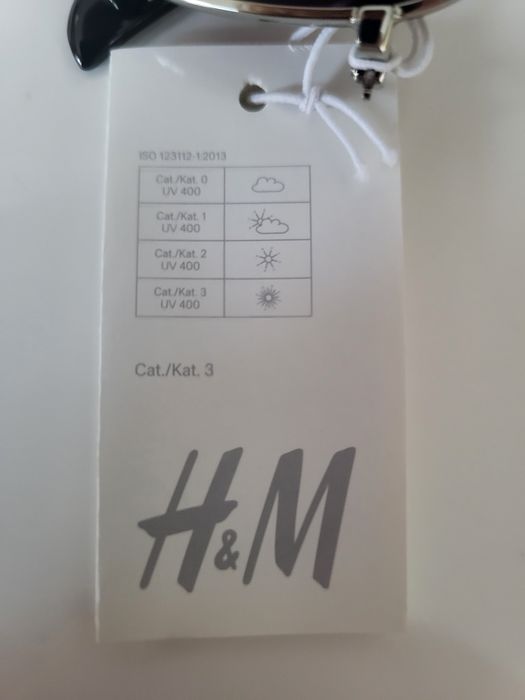 ISO 123112-1:2013
Cat./Kat. 0
UV 400
Cat./Kat. 1
UV 400
Cat./Kat. 2
UV 400
Cat./Kat. 3
UV 400
Cat./Kat. 3
H&M